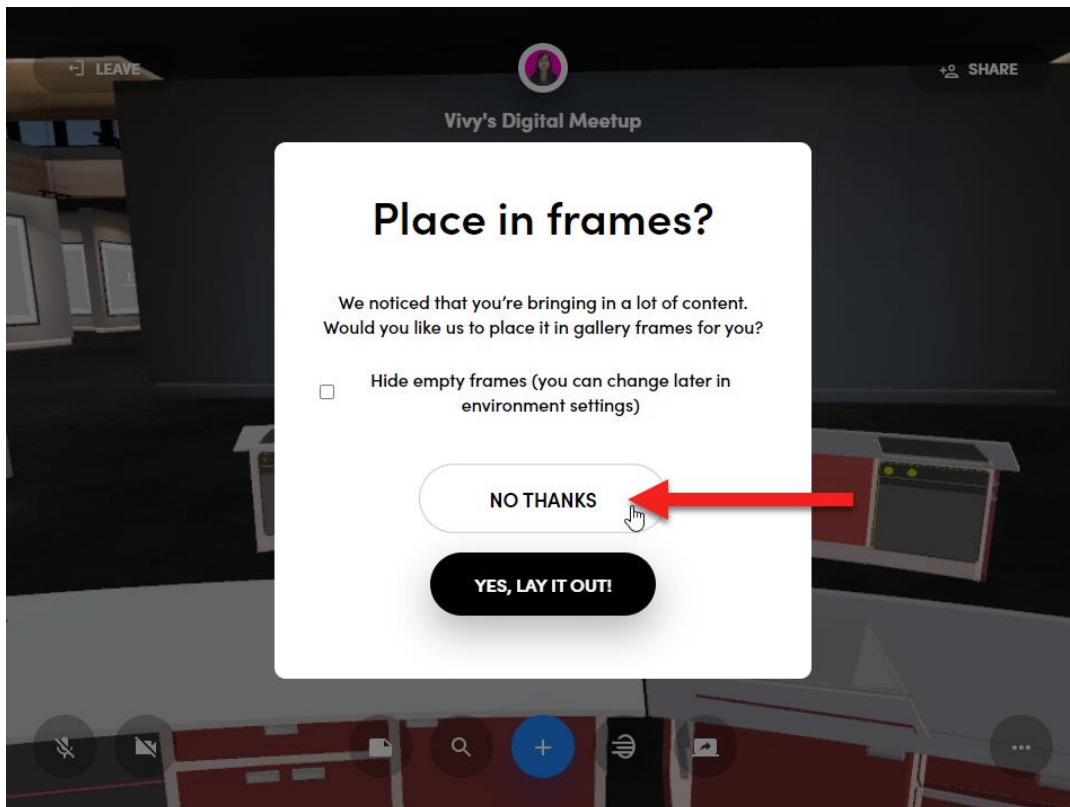 LEAVE
SHARE
Vivy's Digital Meetup
Place in frames?
We noticed that you’re bringing in a lot of content.
Would you like us to place it in gallery frames for you?
Hide empty frames (you can change later in
environment settings)
NO THANKS
YES, LAY IT OUT!